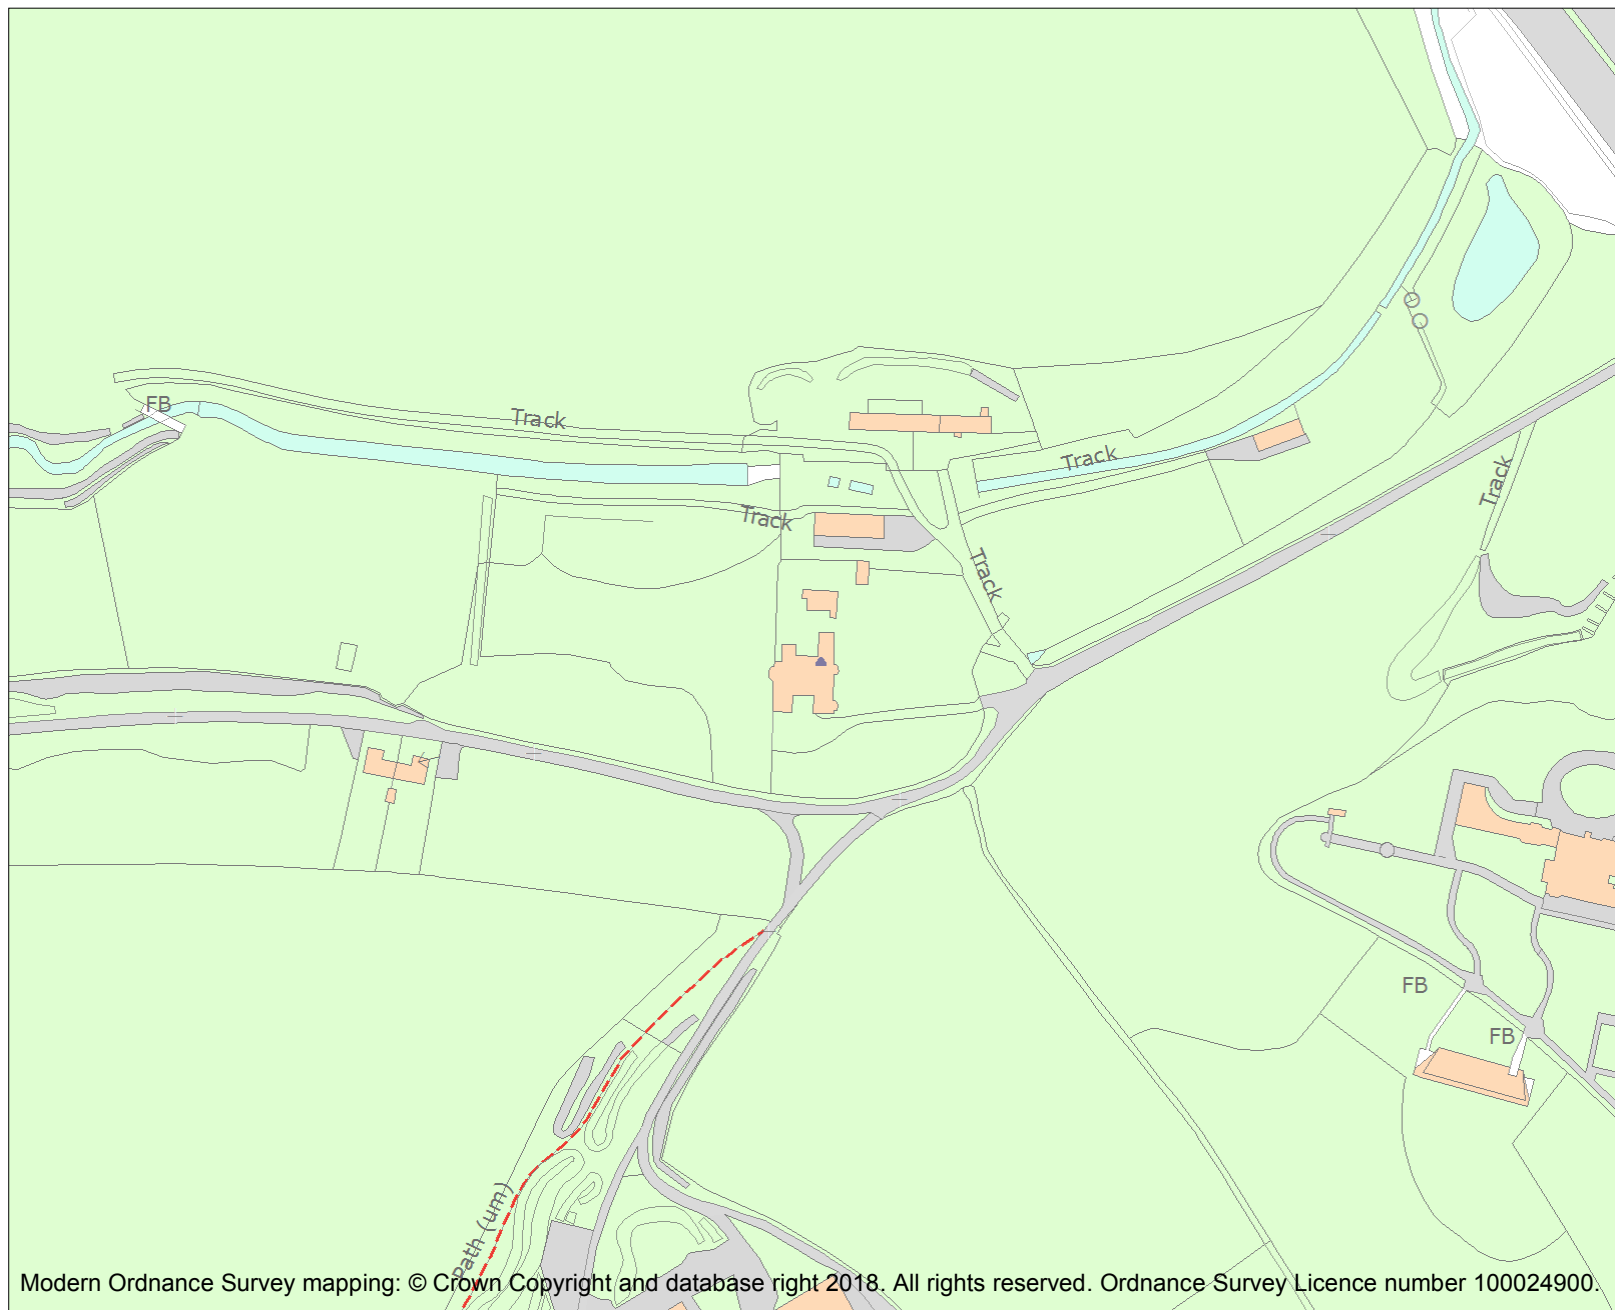 FB
Track
Track
Track
Track
Track
FB
FB
Path (um)
Modern Ordnance Survey mapping: © Crown Copyright and database right 2018. All rights reserved. Ordnance Survey Licence number 100024900.